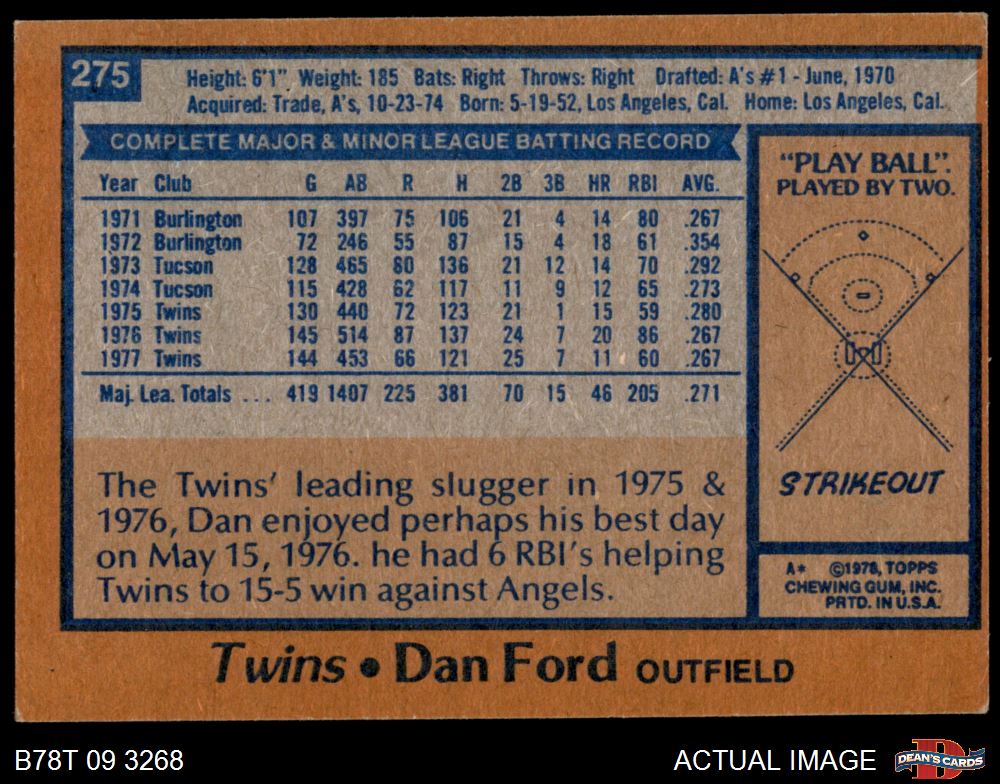 275
Height: 6'1" Weight: 185 Bats: Right Throws: Right Drafted: A's #1 - June, 1970
Acquired: Trade, A's, 10-23-74 Born: 5-19-52, Los Angeles, Cal. Home: Los Angeles, Cal.
COMPLETE MAJOR & MINOR LEAGUE BATTING RECORD
Year Club G AB R H 2B 3B HR RBI AVG.
1971 Burlington 107 397 75 106 21 4 14 80 .267
1972 Burlington 72 246 55 87 15 4 18 61 .354
1973 Tucson 128 465 80 136 21 12 14 70 .292
1974 Tucson 115 428 62 117 11 9 12 65 .273
1975 Twins 130 440 72 123 21 1 15 59 .280
1976 Twins 145 514 87 137 24 7 20 86 .267
1977 Twins 144 453 66 121 25 7 11 60 .267
Maj. Lea. Totals ... 419 1407 225 381 70 15 46 205 .271
The Twins' leading slugger in 1975 &
1976, Dan enjoyed perhaps his best day
on May 15, 1976. he had 6 RBI's helping
Twins to 15-5 win against Angels.
"PLAY BALL".
PLAYED BY TWO.
STRIKEOUT
A* ©1978, TOPPS
CHEWING GUM, INC.
PRTD. IN U.S.A.
Twins • Dan Ford OUTFIELD
B78T 09 3268
ACTUAL IMAGE
D
DEAN'S CARDS